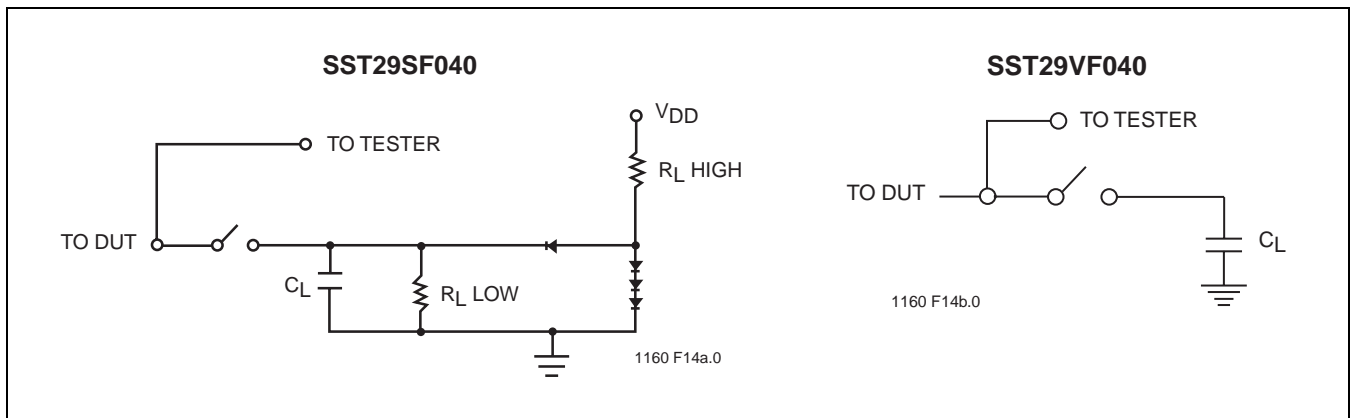 SST29SF040
VDD
TO TESTER
RL HIGH
TO DUT
CL
RL LOW
1160 F14a.0
SST29VF040
TO TESTER
TO DUT
CL
1160 F14b.0